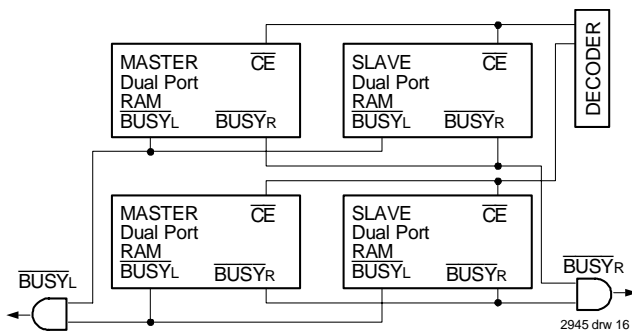 MASTER CE
Dual Port
RAM
BUSYL BUSYR
SLAVE CE
Dual Port
RAM
BUSYL BUSYR
DECODER
MASTER CE
Dual Port
RAM
BUSYL BUSYR
SLAVE CE
Dual Port
RAM
BUSYL BUSYR
BUSYL
BUSYR
2945 drw 16